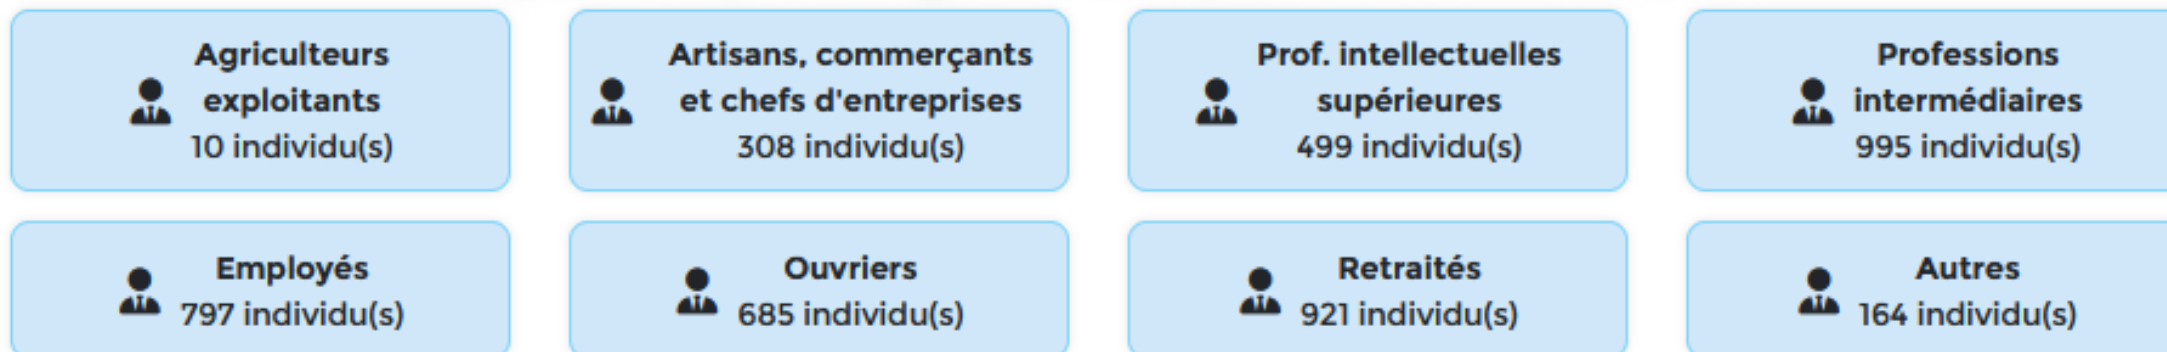 Agriculteurs
exploitants
10 individu(s)
Artisans, commerçants
et chefs d'entreprises
308 individu(s)
Prof. intellectuelles
supérieures
499 individu(s)
Professions
intermédiaires
995 individu(s)
Employés
797 individu(s)
Ouvriers
685 individu(s)
Retraités
921 individu(s)
Autres
164 individu(s)